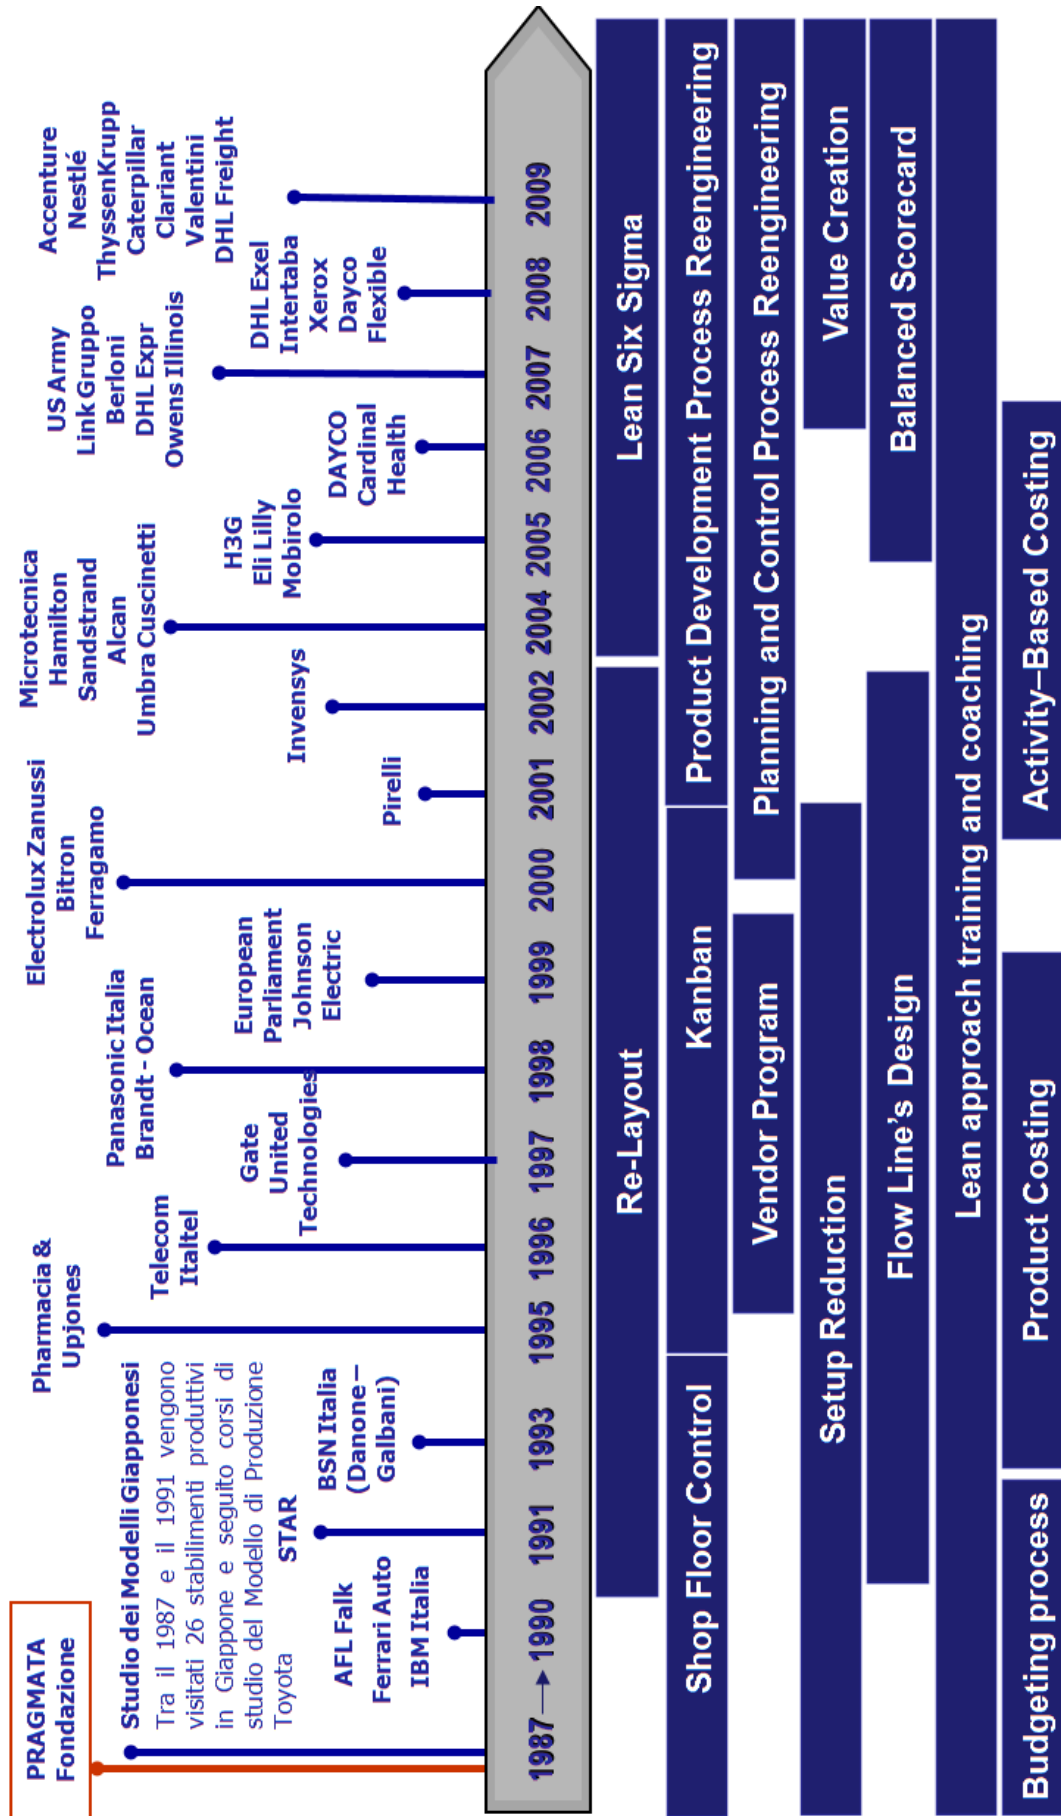 PRAGMATA
Fondazione
Studio dei Modelli Giapponesi
Tra il 1987 e il 1991 vengono
visitati 26 stabilimenti produttivi
in Giappone e seguito corsi di
studio del Modello di Produzione
Toyota
AFL Falk
Ferrari Auto
IBM Italia
STAR
BSN Italia
(Danone–
Galbani)
Pharmacia &
Upjones
Telecom
Italtel
Gate
United
Technologies
Panasonic Italia
Brandt - Ocean
European
Parliament
Johnson
Electric
Electrolux Zanussi
Bitron
Ferragamo
Pirelli
Invensys
Microtecnica
Hamilton
Sandstrand
Alcan
Umbra Cuscinetti
H3G
Eli Lilly
Mobirolo
DAYCO
Cardinal
Health
US Army
Link Gruppo
Berloni
DHL Expr
Owens Illinois
DHL Exel
Intertaba
Xerox
Dayco
Flexible
Accenture
Nestlé
ThyssenKrupp
Caterpillar
Clariant
Valentini
DHL Freight
1987→1990 1991 1993 1995 1996 1997 1998 1999 2000 2001 2002 2004 2005 2006 2007 2008 2009
Re-Layout
Lean Six Sigma
Shop Floor Control
Kanban
Product Development Process Reengineering
Vendor Program
Planning and Control Process Reengineering
Setup Reduction
Value Creation
Flow Line’s Design
Balanced Scorecard
Lean approach training and coaching
Budgeting process
Product Costing
Activity–Based Costing